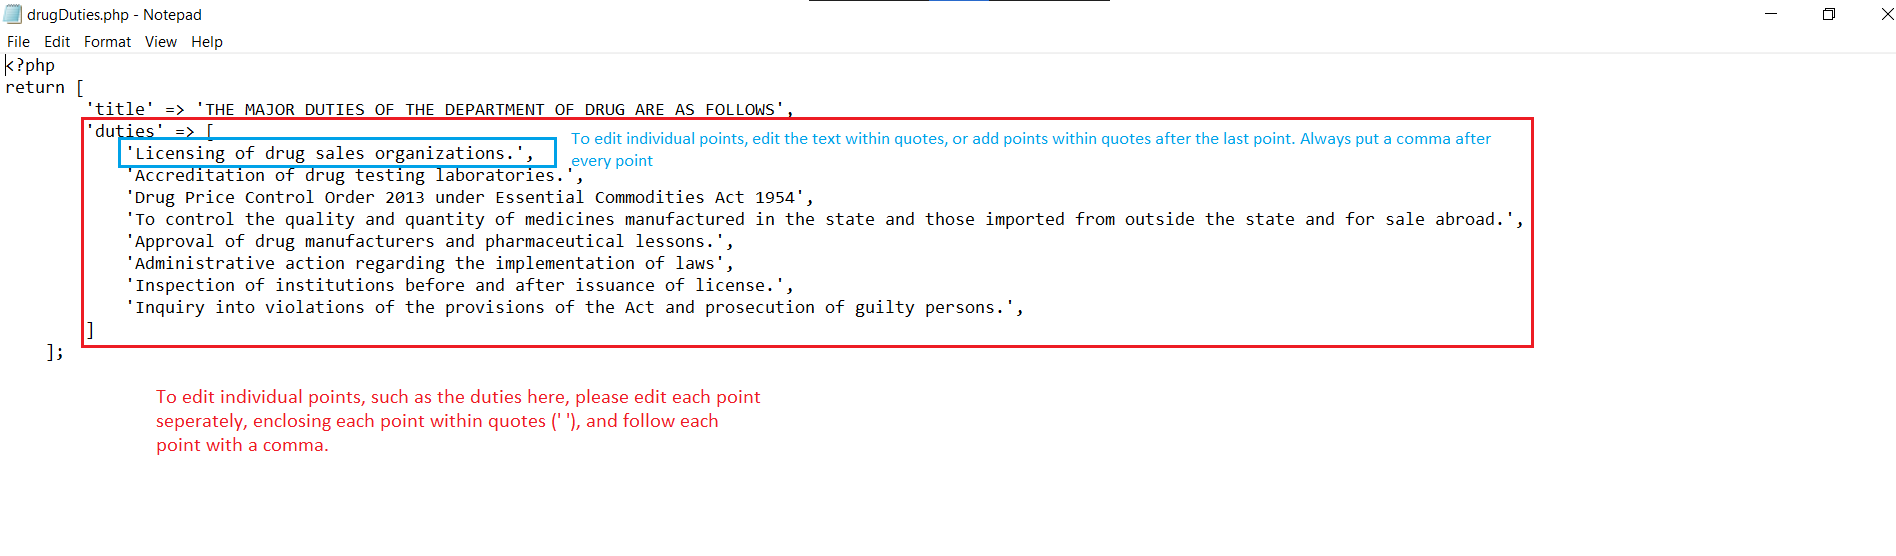 drugDuties.php - Notepad
File Edit Format View Help
<?php
return [
'title' => 'THE MAJOR DUTIES OF THE DEPARTMENT OF DRUG ARE AS FOLLOWS',
'duties' => [
To edit individual points, edit the text within quotes, or add points within quotes after the last point. Always put a comma after
every point
'Licensing of drug sales organizations.',
'Accreditation of drug testing laboratories.',
'Drug Price Control Order 2013 under Essential Commodities Act 1954',
'To control the quality and quantity of medicines manufactured in the state and those imported from outside the state and for sale abroad.',
'Approval of drug manufacturers and pharmaceutical lessons.',
'Administrative action regarding the implementation of laws',
'Inspection of institutions before and after issuance of license.',
'Inquiry into violations of the provisions of the Act and prosecution of guilty persons.',
]
];
To edit individual points, such as the duties here, please edit each point
seperately, enclosing each point within quotes (' '), and follow each
point with a comma.